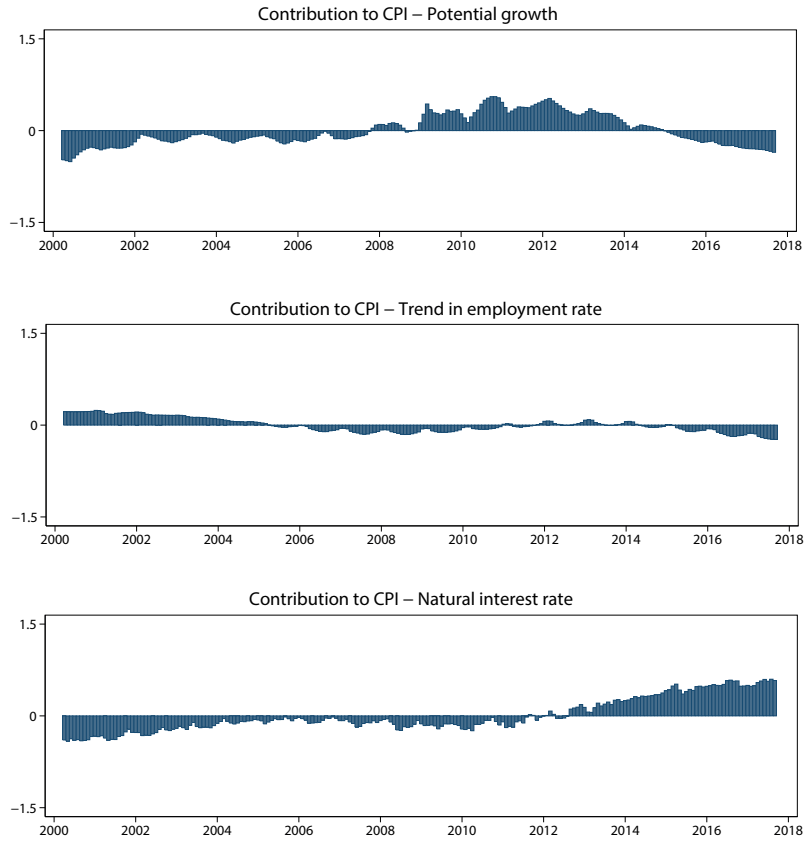 Contribution to CPI – Potential growth
1.5
0
−1.5
2000 2002 2004 2006 2008 2010 2012 2014 2016 2018
Contribution to CPI – Trend in employment rate
1.5
0
−1.5
2000 2002 2004 2006 2008 2010 2012 2014 2016 2018
Contribution to CPI – Natural interest rate
1.5
0
−1.5
2000 2002 2004 2006 2008 2010 2012 2014 2016 2018